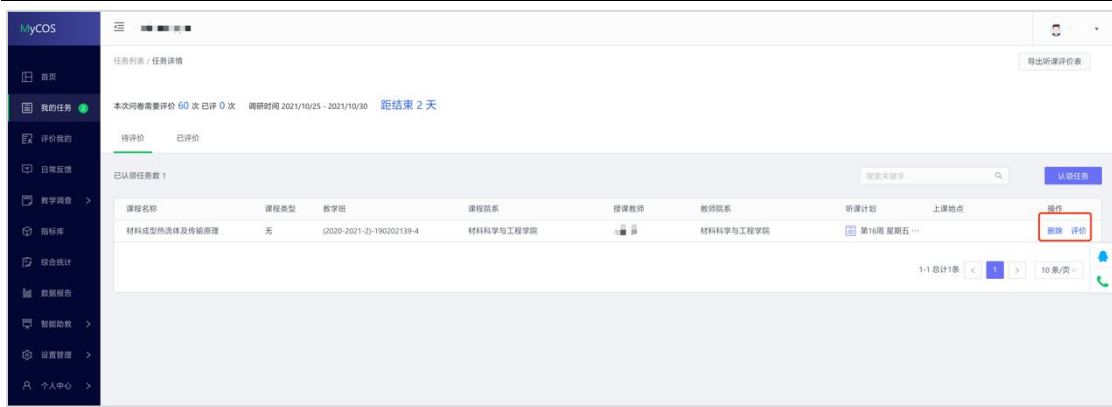 MyCOS
任务列表 / 任务详情
导出听课评价表
首页
我的任务 2
本次问卷需要评价 60 次 已评 0 次 调研时间 2021/10/25 - 2021/10/30 距结束 2 天
评价我的
待评价 已评价
日常反馈
已认领任务数 1
搜索关键字
认领任务
教学调查
课程名称 课程类型 教学班 课程院系 授课教师 教师院系 听课计划 上课地点 操作
指标库
材料成型热流体及传输原理 无 (2020-2021-2)-190202139-4 材料科学与工程学院 材料科学与工程学院 第16周 星期五 ... 删除 评价
综合统计
1-1 总计1条 < 1 > 10 条/页
数据报告
智能助教
设置管理
个人中心